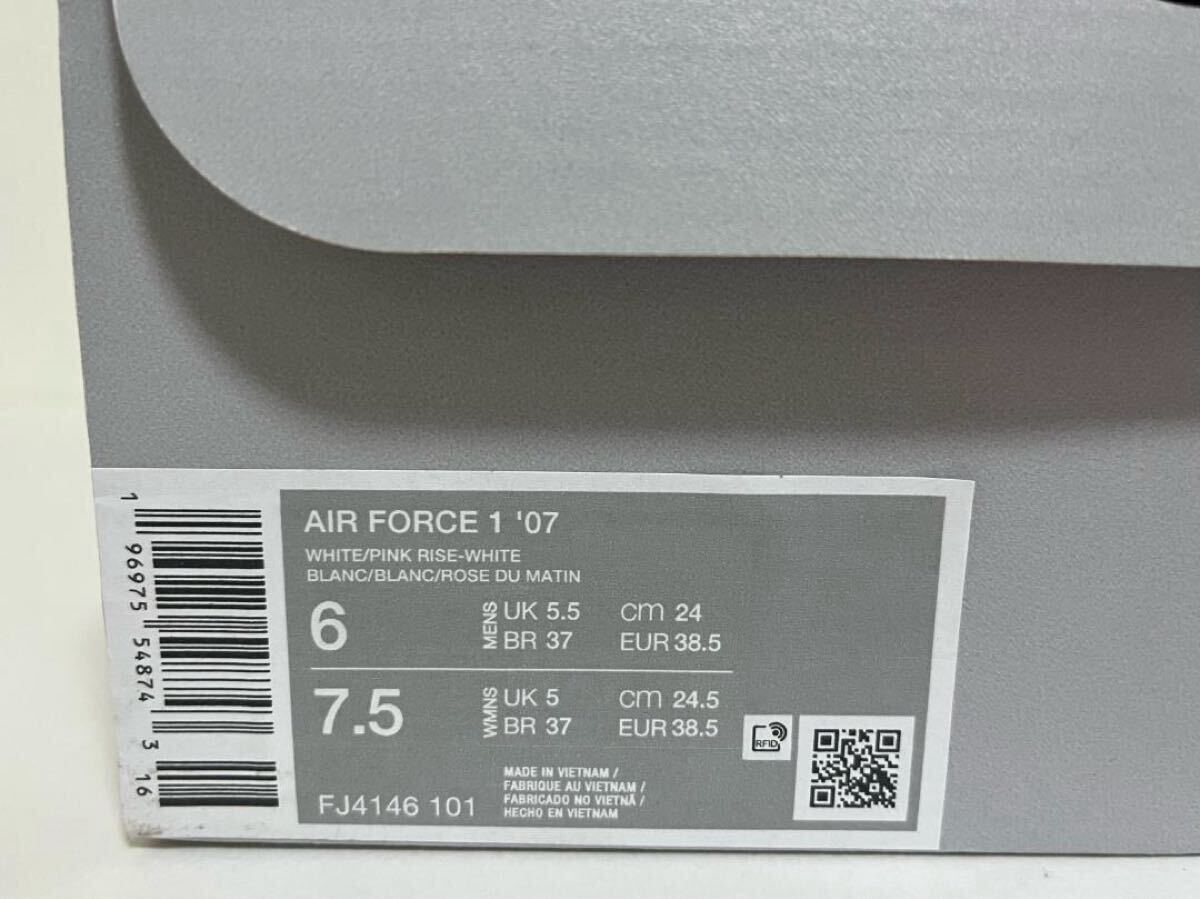 AIR FORCE 1 '07
WHITE/PINK RISE-WHITE
BLANC/BLANC/ROSE DU MATIN
6 MENS UK 5.5 cm 24
BR 37 EUR 38.5
7.5 WMNS UK 5 cm 24.5
BR 37 EUR 38.5
RFID
MADE IN VIETNAM /
FABRIQUE AU VIETNAM /
FABRICADO NO VIETNÃ /
HECHO EN VIETNAM
FJ4146 101
1 96975 54874 3 16